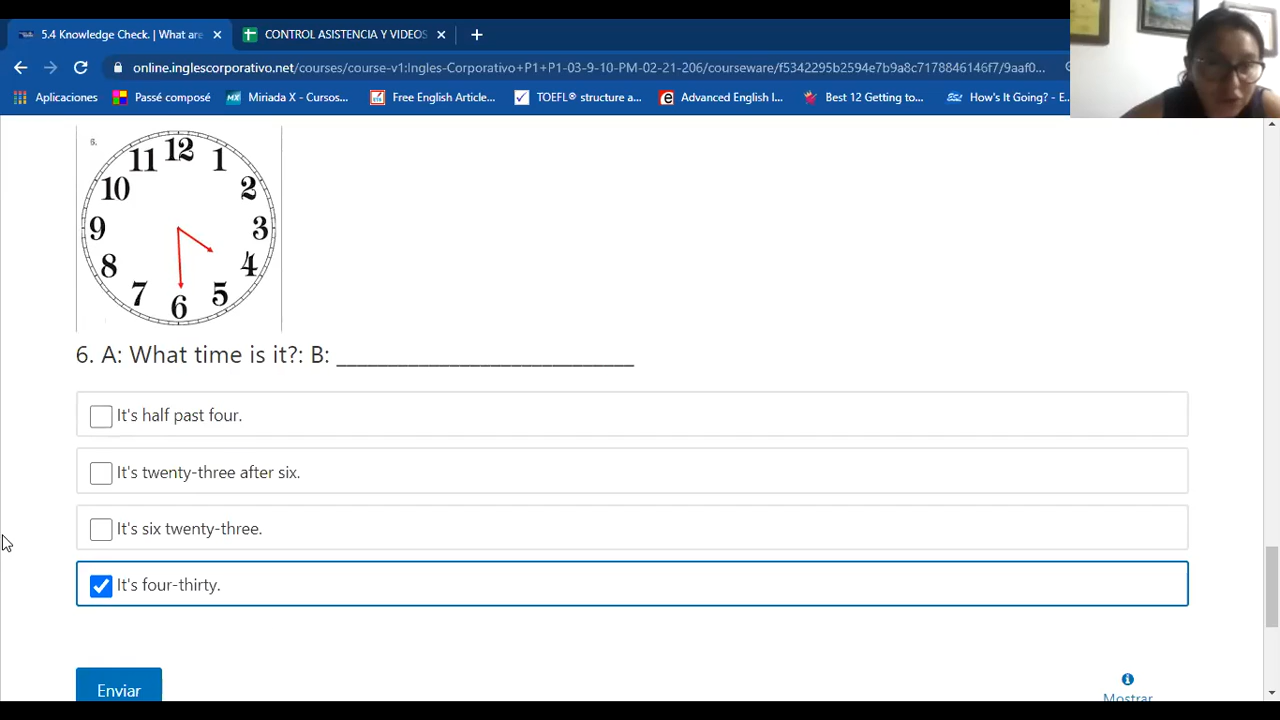 5.4 Knowledge Check. | What are
CONTROL ASISTENCIA Y VIDEOS
online.inglescorporativo.net/courses/course-v1:Ingles-Corporativo+P1+P1-03-9-10-PM-02-21-206/courseware/f5342295b2594e7b9a8c7178846146f7/9aaf0...
Aplicaciones
Passé composé
Miriada X - Cursos...
Free English Article...
TOEFL® structure a...
Advanced English I...
Best 12 Getting to...
How's It Going? - E...
6.
12
11
1
10
2
9
3
8
4
7
5
6
6. A: What time is it?: B: ___________________________
It's half past four.
It's twenty-three after six.
It's six twenty-three.
It's four-thirty.
Enviar
Mostrar